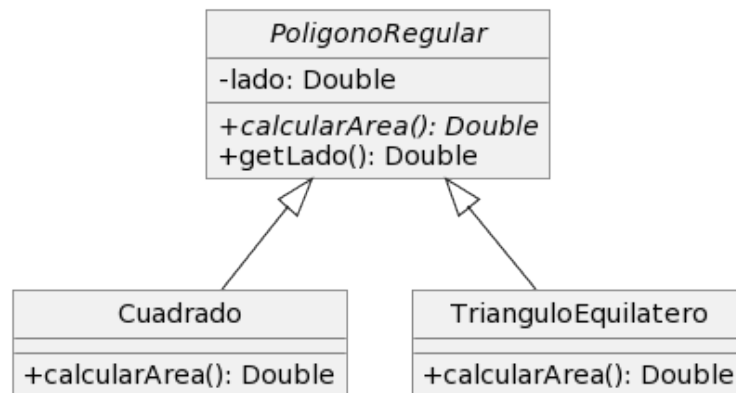 PoligonoRegular
-lado: Double
+calcularArea(): Double
+getLado(): Double
Cuadrado
+calcularArea(): Double
TrianguloEquilatero
+calcularArea(): Double